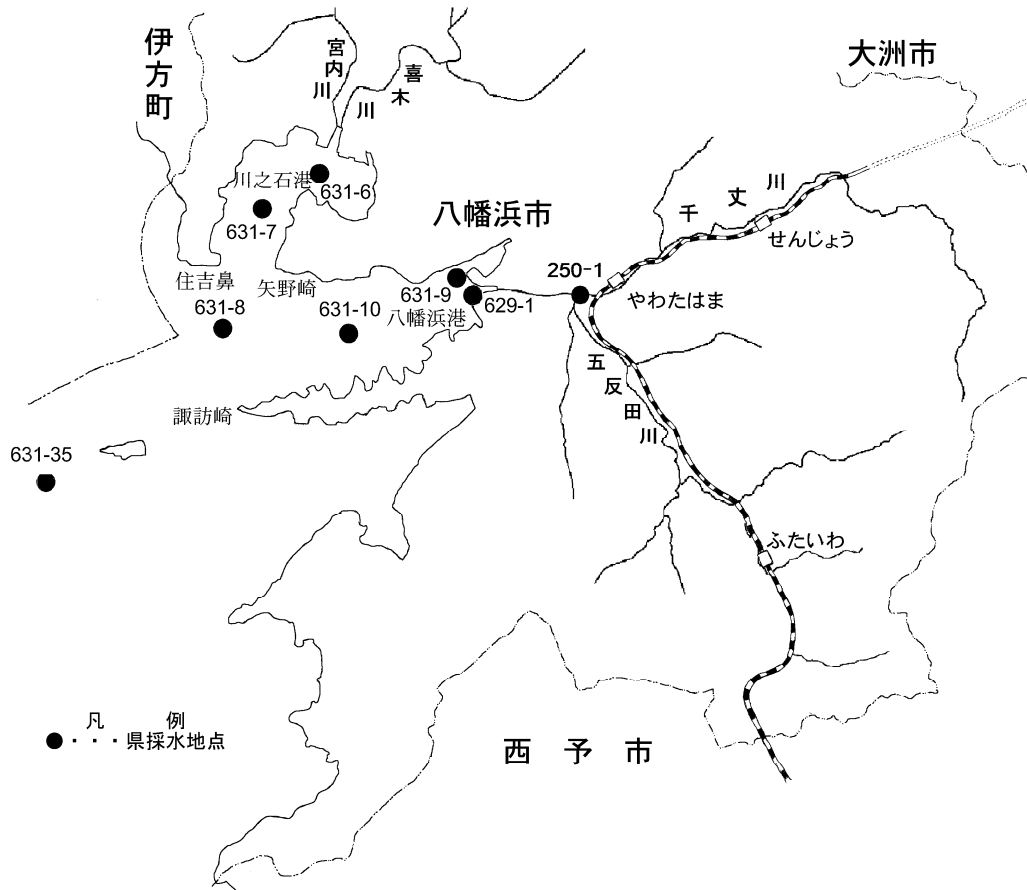 伊方町
宮内川
喜木川
大洲市
川之石港
631-6
631-7
八幡浜市
千丈川
せんじょう
住吉鼻
矢野崎
250-1
631-8
631-10
631-9
629-1
やわたはま
八幡浜港
五反田川
諏訪崎
631-35
ふたいわ
凡例
●・・・県採水地点
西予市